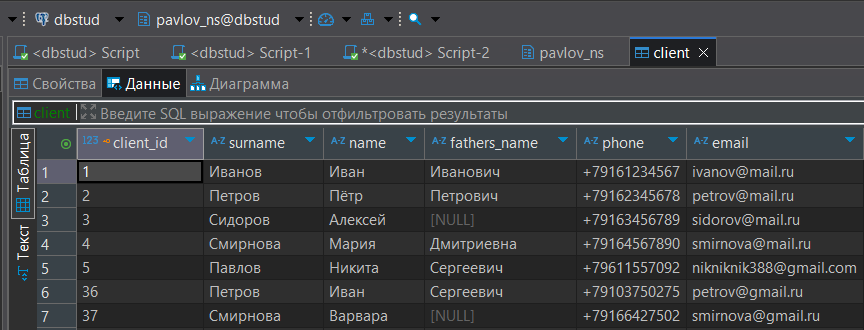 dbstud pavlov_ns@dbstud
<dbstud> Script <dbstud> Script-1 *<dbstud> Script-2 pavlov_ns client
Свойства Данные Диаграмма
client Введите SQL выражение чтобы отфильтровать результаты
Таблица
Текст
123 client_id A-Z surname A-Z name A-Z fathers_name A-Z phone A-Z email
1 1 Иванов Иван Иванович +79161234567 ivanov@mail.ru
2 2 Петров Пётр Петрович +79162345678 petrov@mail.ru
3 3 Сидоров Алексей [NULL] +79163456789 sidorov@mail.ru
4 4 Смирнова Мария Дмитриевна +79164567890 smirnova@mail.ru
5 5 Павлов Никита Сергеевич +79611557092 nikniknik388@gmail.com
6 36 Петров Иван Сергеевич +79103750275 petrov@gmail.ru
7 37 Смирнова Варвара [NULL] +79166427502 smirnova@gmail.ru